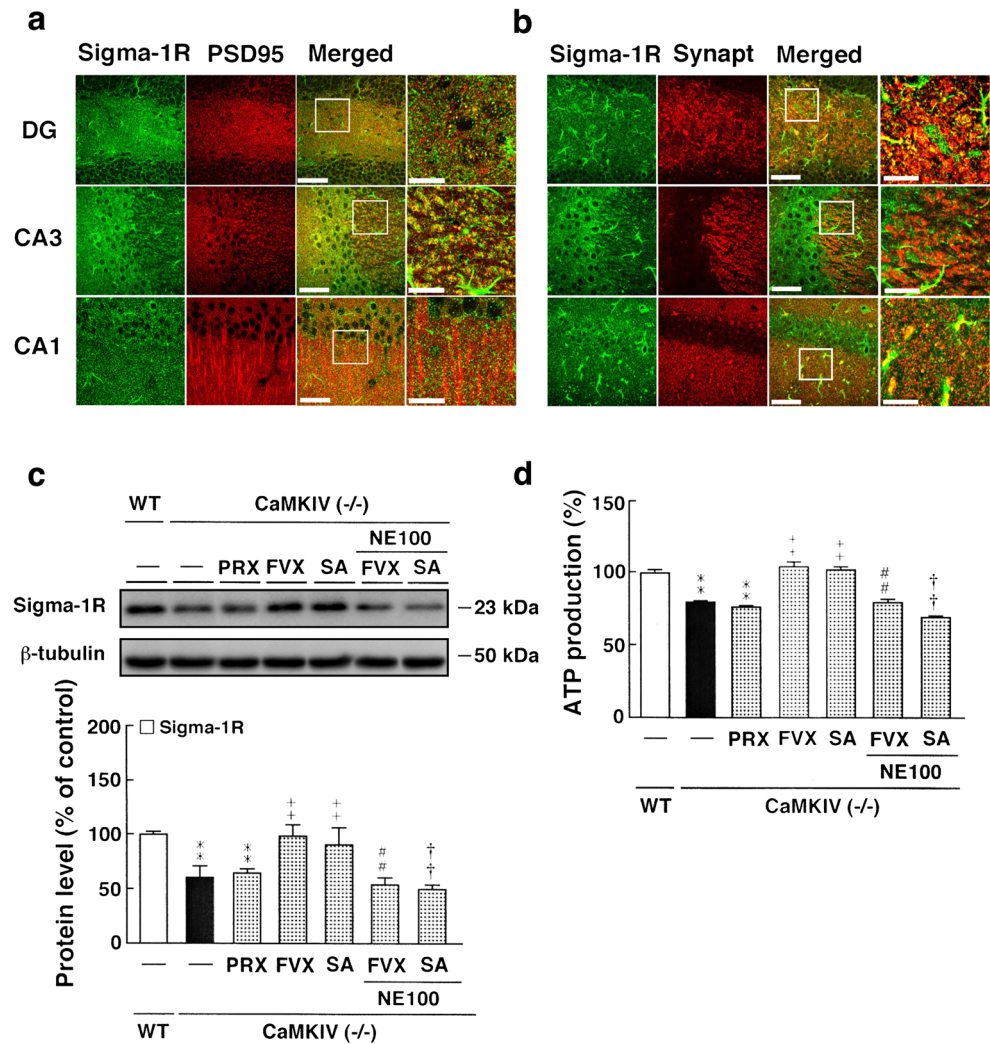 a
Sigma-1R PSD95 Merged
DG
CA3
CA1
b
Sigma-1R Synapt Merged
c
WT CaMKIV (-/-)
NE100
— — PRX FVX SA FVX SA
Sigma-1R —23 kDa
β-tubulin —50 kDa
Protein level (% of control)
200
150
100
50
0
Sigma-1R
** ** ++ ++ ## ††
— — PRX FVX SA FVX SA
NE100
WT CaMKIV (-/-)
d
ATP production (%)
150
100
50
0
** ** ++ ++ ## ††
— — PRX FVX SA FVX SA
NE100
WT CaMKIV (-/-)